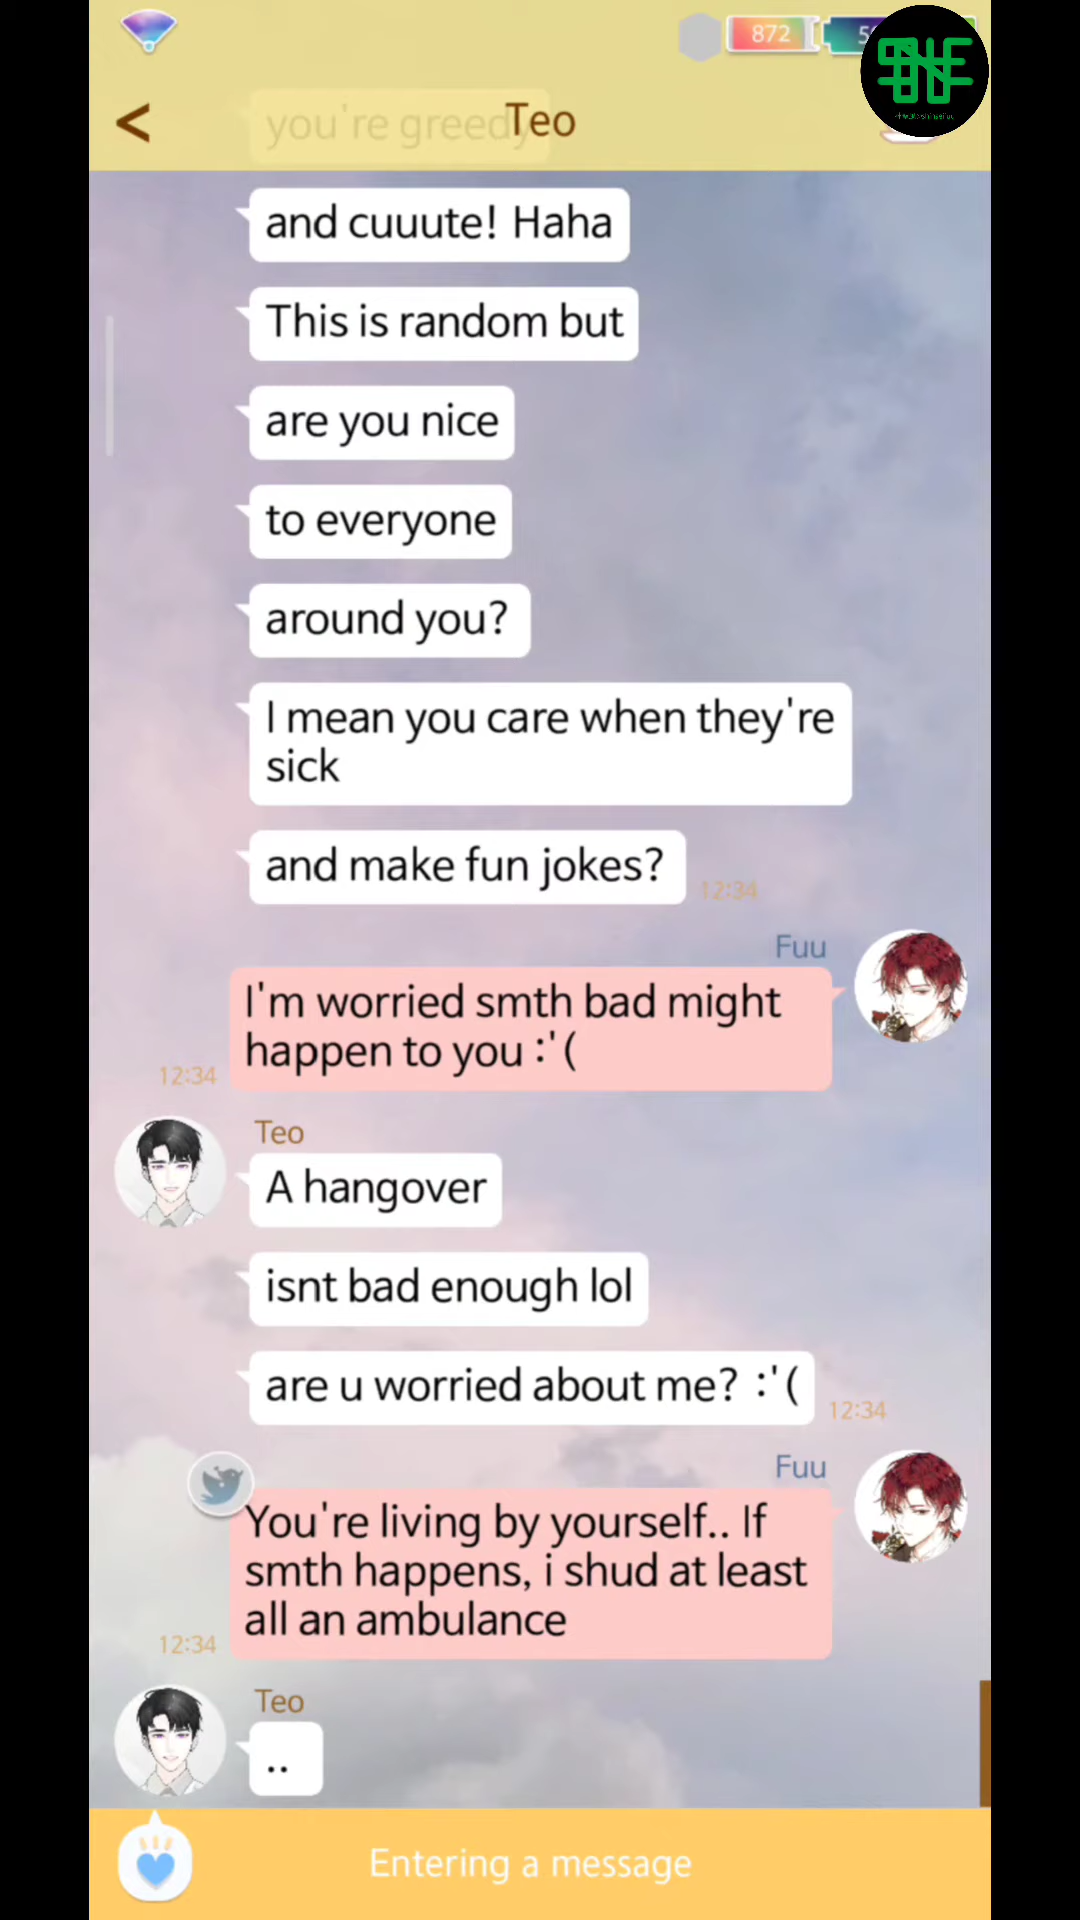 872
you're greedy
Teo
and cuuute! Haha
This is random but
are you nice
to everyone
around you?
I mean you care when they're
sick
and make fun jokes?
12:34
Fuu
I'm worried smth bad might
happen to you :'(
12:34
Teo
A hangover
isnt bad enough lol
are u worried about me? :'(
12:34
Fuu
You're living by yourself.. If
smth happens, i shud at least
all an ambulance
12:34
Teo
..
Entering a message